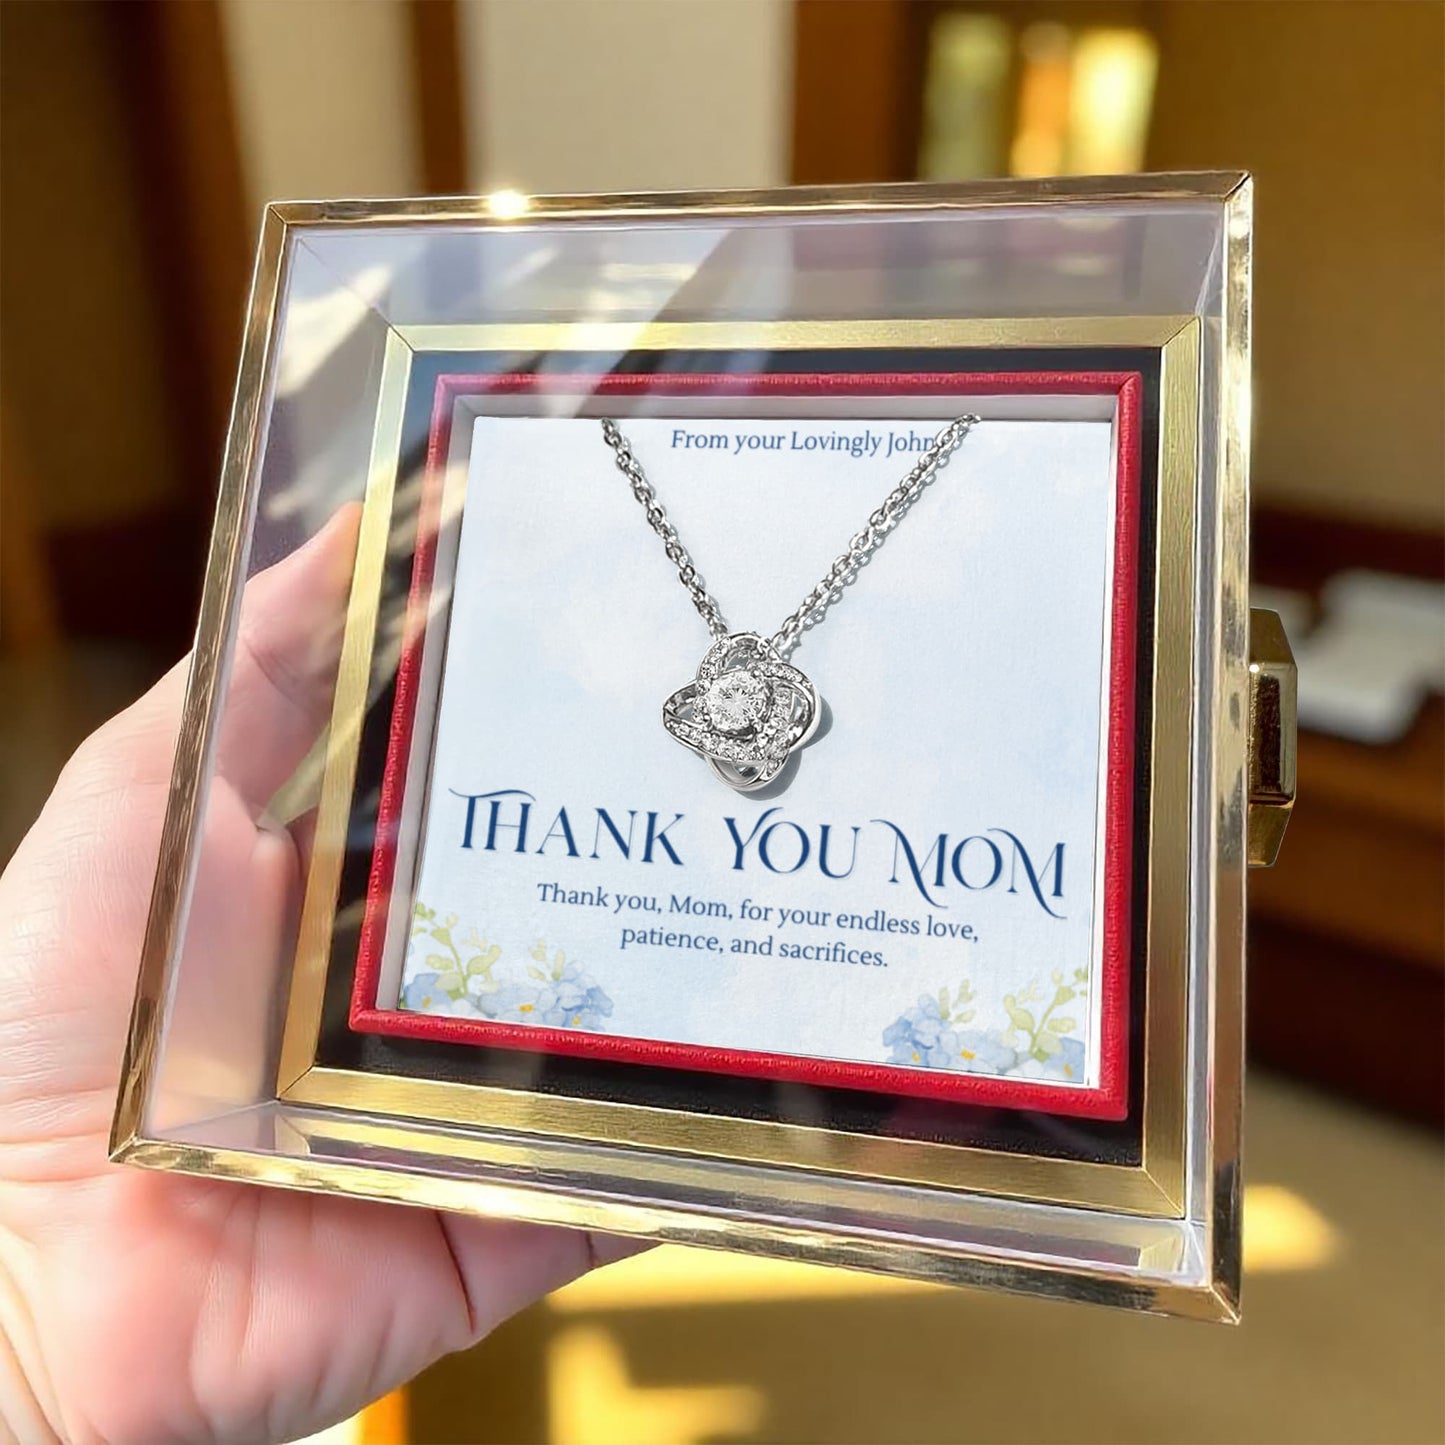 From your Lovingly John
THANK YOU MOM
Thank you, Mom, for your endless love,
patience, and sacrifices.